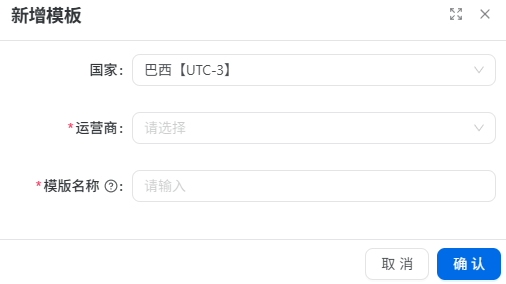 新增模板
国家: 巴西【UTC-3】
*运营商: 请选择
*模版名称 ?: 请输入
取 消 确 认